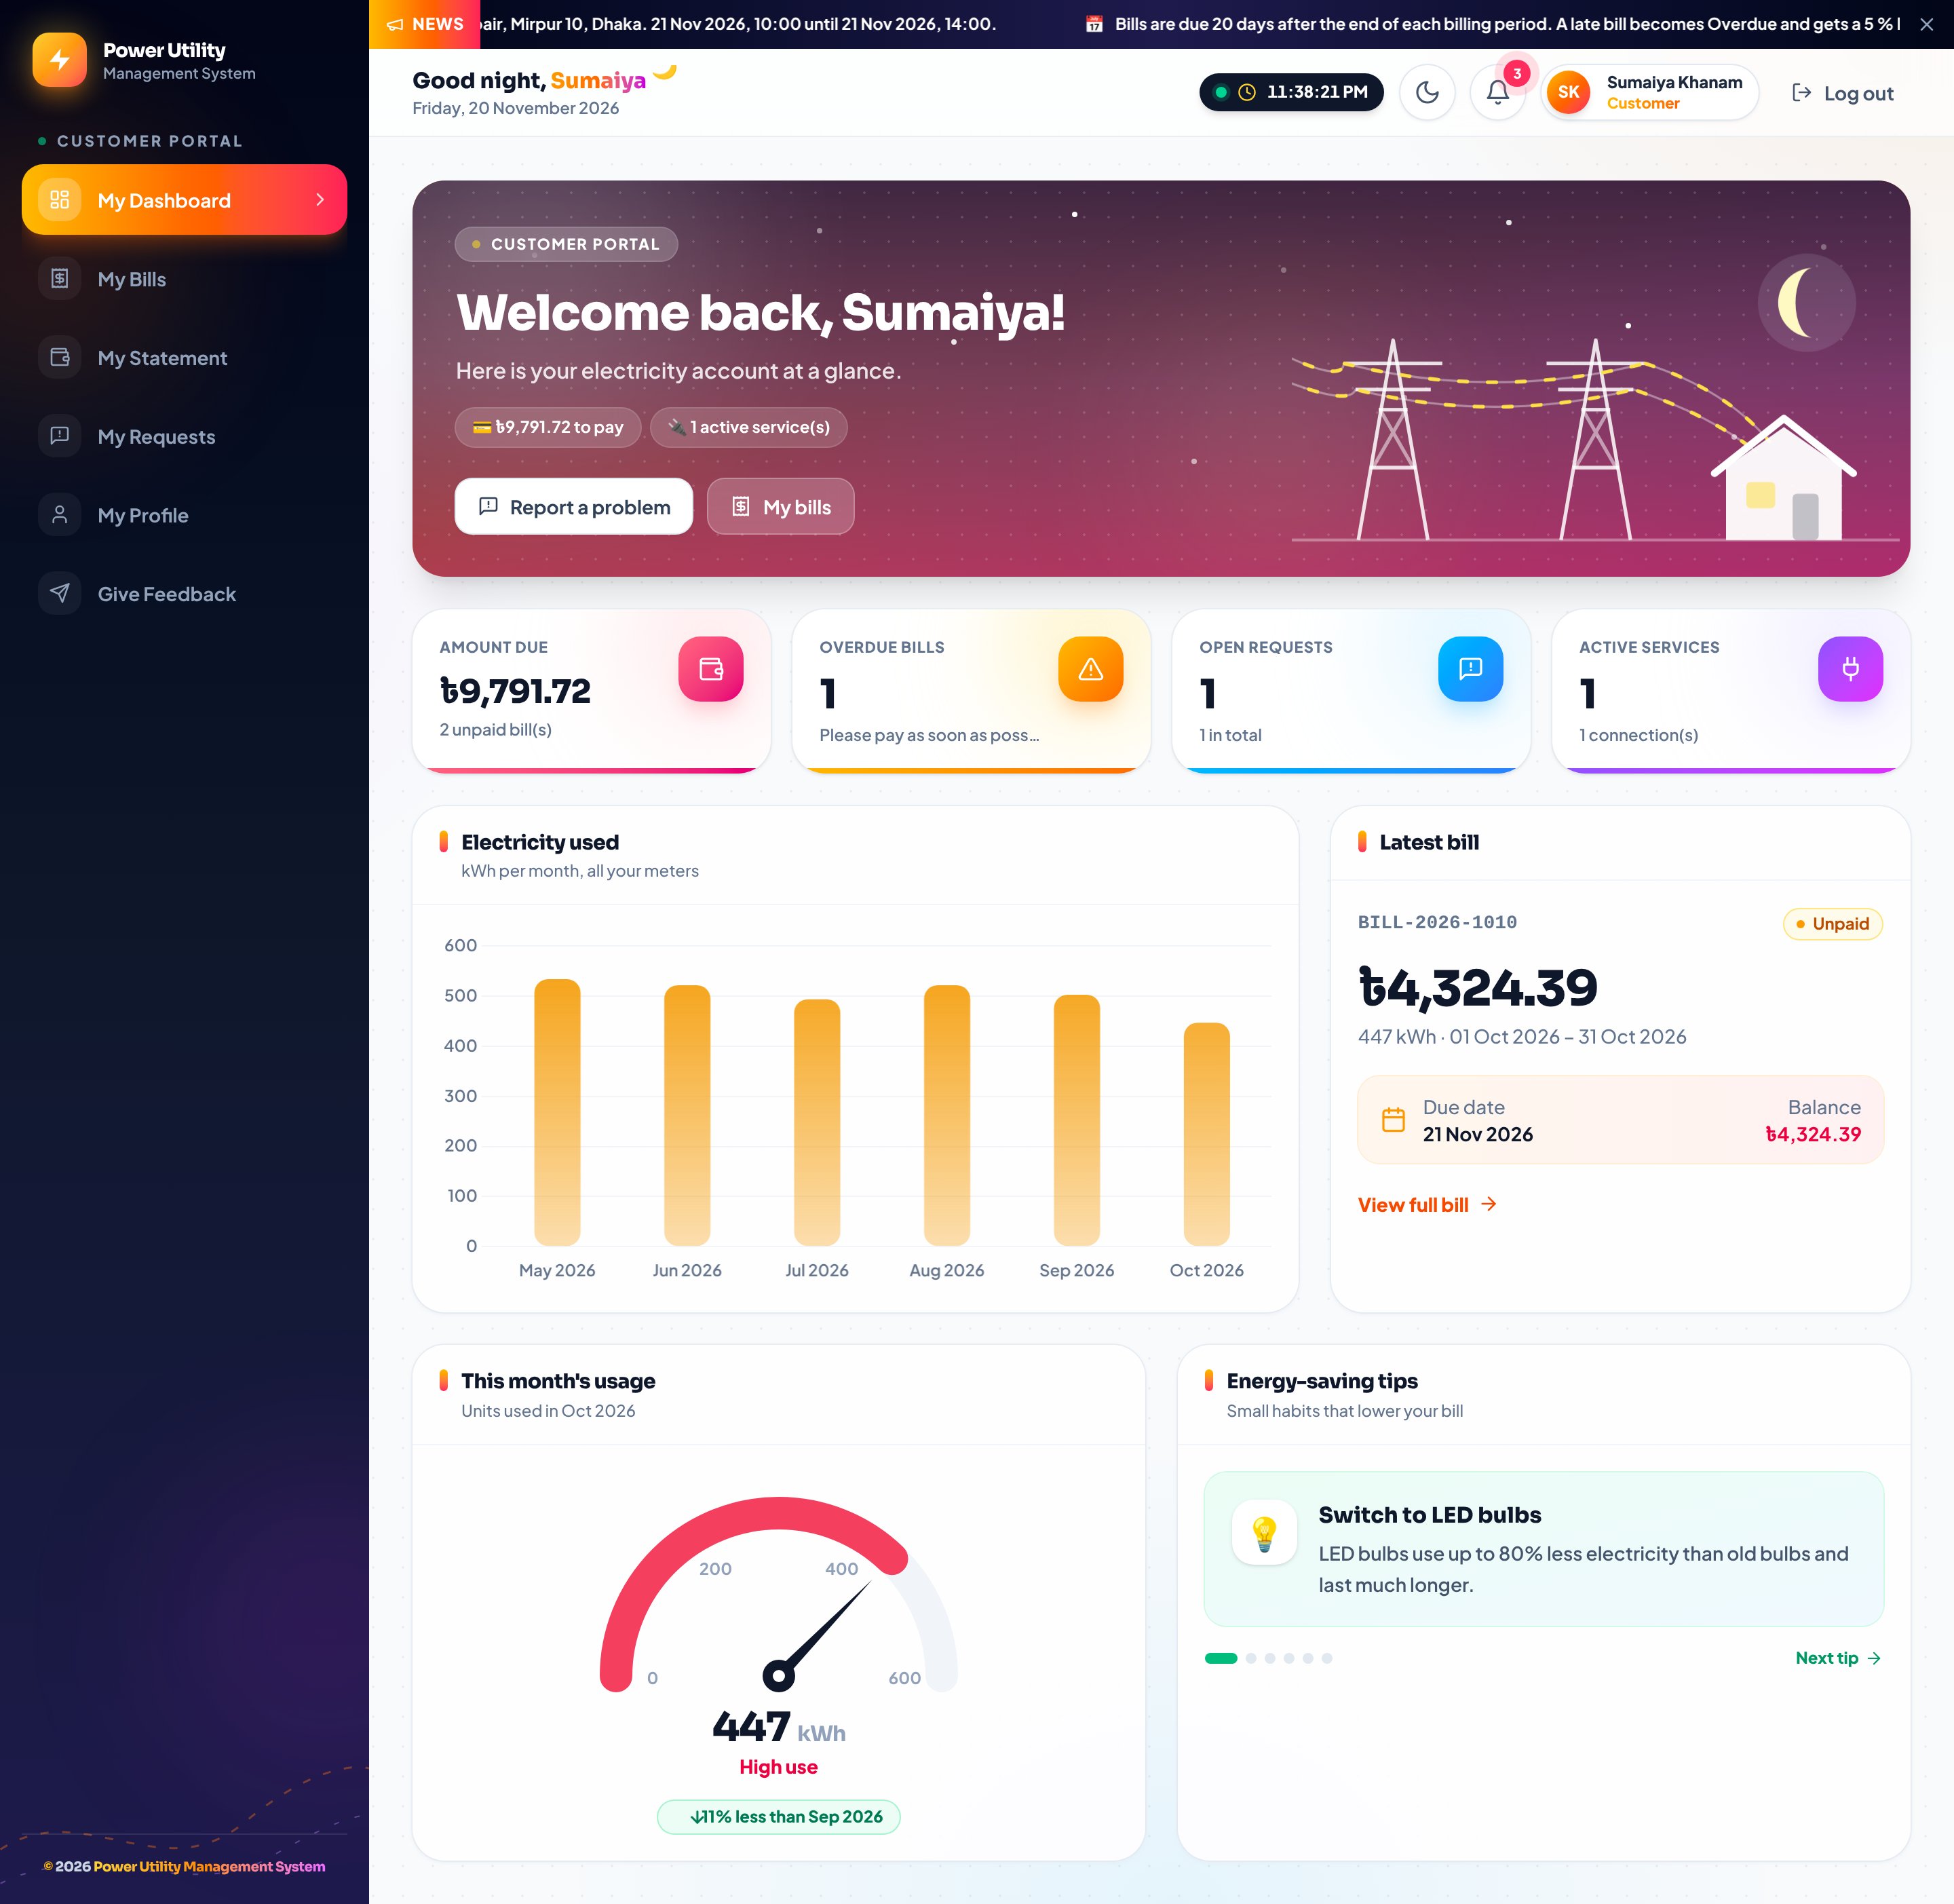 Power Utility
Management System
CUSTOMER PORTAL
My Dashboard
My Bills
My Statement
My Requests
My Profile
Give Feedback
© 2026 Power Utility Management System
NEWS
pair, Mirpur 10, Dhaka. 21 Nov 2026, 10:00 until 21 Nov 2026, 14:00.
Bills are due 20 days after the end of each billing period. A late bill becomes Overdue and gets a 5 %
Good night, Sumaiya
Friday, 20 November 2026
11:38:21 PM
3
SK
Sumaiya Khanam
Customer
Log out
CUSTOMER PORTAL
Welcome back, Sumaiya!
Here is your electricity account at a glance.
৳9,791.72 to pay
1 active service(s)
Report a problem
My bills
AMOUNT DUE
৳9,791.72
2 unpaid bill(s)
OVERDUE BILLS
1
Please pay as soon as poss...
OPEN REQUESTS
1
1 in total
ACTIVE SERVICES
1
1 connection(s)
Electricity used
kWh per month, all your meters
600
500
400
300
200
100
0
May 2026
Jun 2026
Jul 2026
Aug 2026
Sep 2026
Oct 2026
Latest bill
BILL-2026-1010
Unpaid
৳4,324.39
447 kWh · 01 Oct 2026 – 31 Oct 2026
Due date
21 Nov 2026
Balance
৳4,324.39
View full bill →
This month's usage
Units used in Oct 2026
0
200
400
600
447 kWh
High use
↓11% less than Sep 2026
Energy-saving tips
Small habits that lower your bill
Switch to LED bulbs
LED bulbs use up to 80% less electricity than old bulbs and
last much longer.
Next tip →